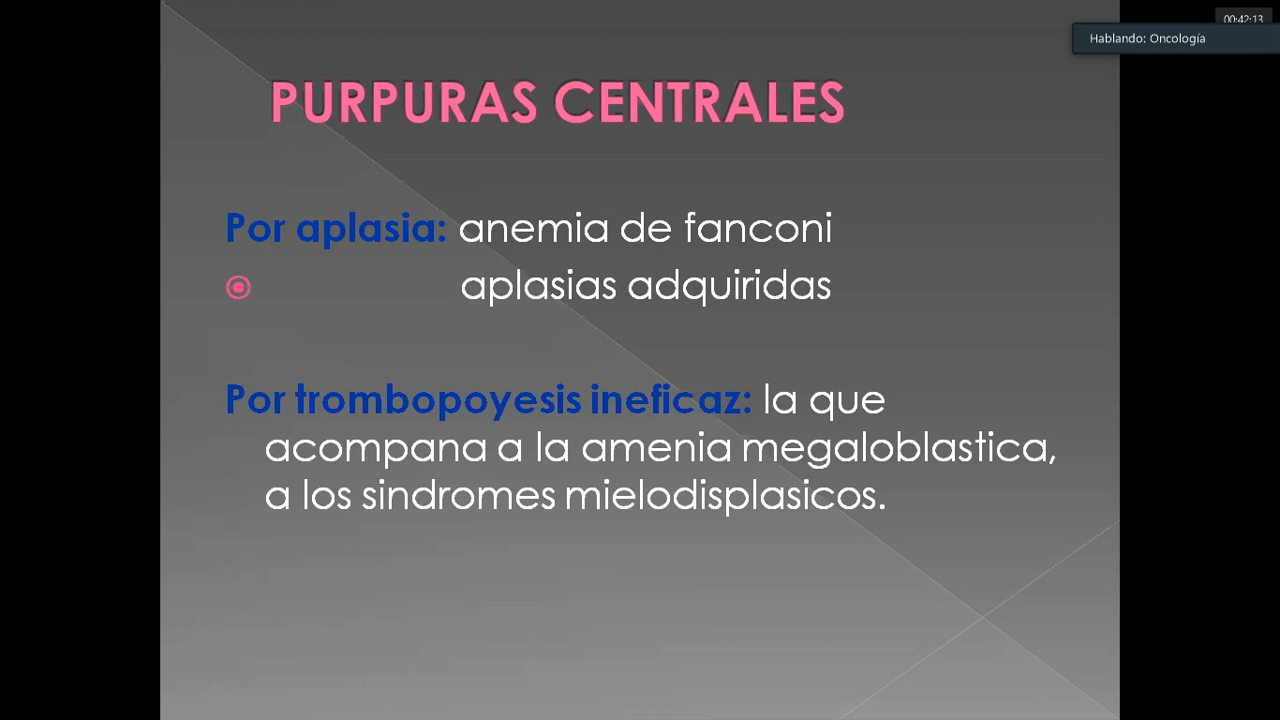 00:42:13
Hablando: Oncología
PURPURAS CENTRALES
Por aplasia: anemia de fanconi
aplasias adquiridas
Por trombopoyesis ineficaz: la que
acompana a la amenia megaloblastica,
a los sindromes mielodisplasicos.